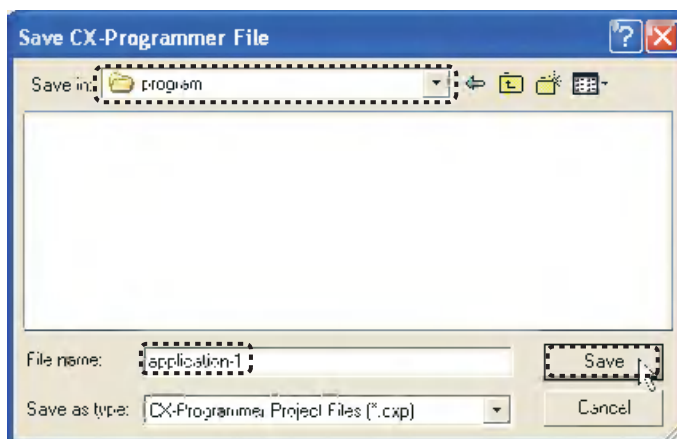 Save CX-Programmer File
Save in: program
File name: application-1 Save
Save as type: CX-Programmer Project Files (*.cxp) Cancel